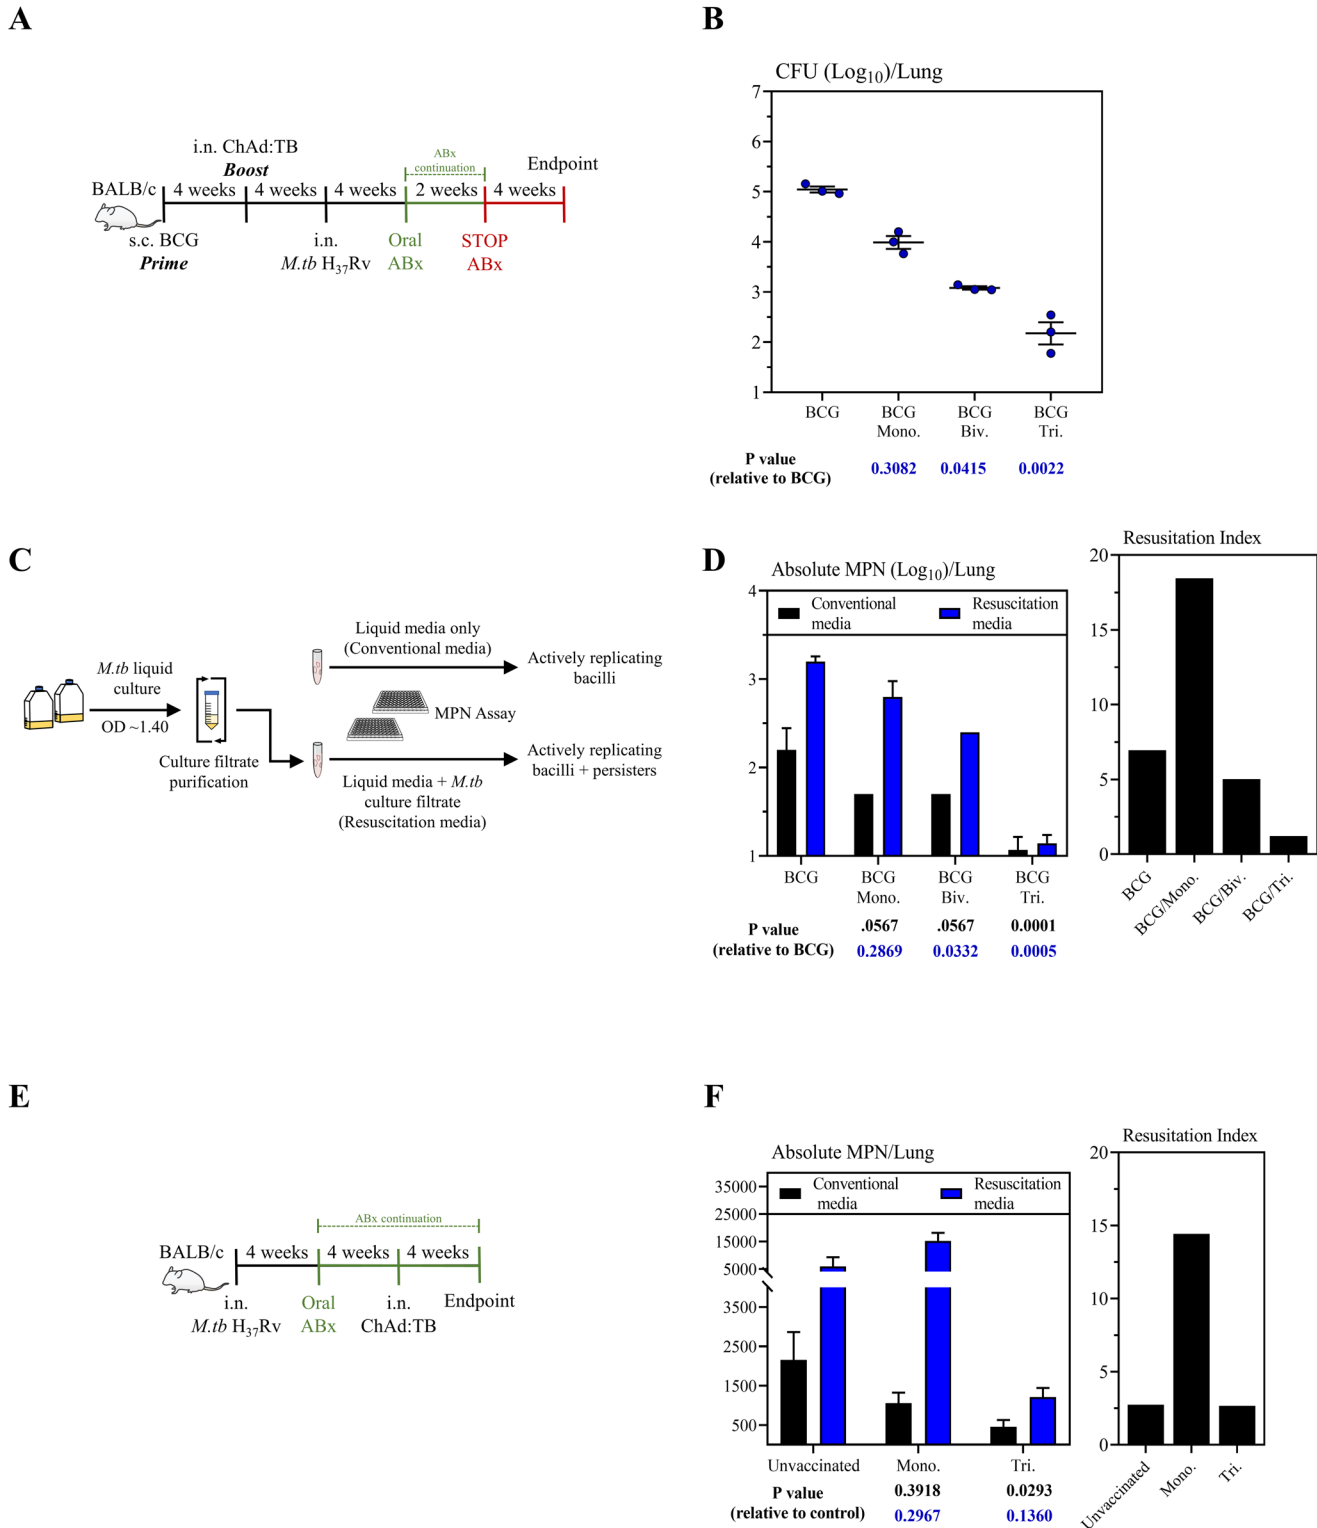 A
i.n. ChAd:TB
Boost
ABx
continuation
Endpoint
BALB/c
4 weeks
4 weeks
4 weeks
2 weeks
4 weeks
s.c. BCG
Prime
i.n.
M.tb H37Rv
Oral
ABx
STOP
ABx
B
CFU (Log10)/Lung
7
6
5
4
3
2
1
BCG
BCG
Mono.
BCG
Biv.
BCG
Tri.
P value
(relative to BCG)
0.3082
0.0415
0.0022
C
M.tb liquid
culture
OD ~1.40
Culture filtrate
purification
Liquid media only
(Conventional media)
Actively replicating
bacilli
MPN Assay
Liquid media + M.tb
culture filtrate
(Resuscitation media)
Actively replicating
bacilli + persisters
D
Absolute MPN (Log10)/Lung
4
3
2
1
Conventional
media
Resuscitation
media
BCG
BCG
Mono.
BCG
Biv.
BCG
Tri.
P value
(relative to BCG)
.0567
.0567
0.0001
0.2869
0.0332
0.0005
Resusitation Index
20
15
10
5
0
BCG
BCG/Mono.
BCG/Biv.
BCG/Tri.
E
ABx continuation
BALB/c
4 weeks
4 weeks
4 weeks
i.n.
M.tb H37Rv
Oral
ABx
i.n.
ChAd:TB
Endpoint
F
Absolute MPN/Lung
35000
25000
15000
5000
3500
2500
1500
500
Conventional
media
Resuscitation
media
Unvaccinated
Mono.
Tri.
P value
(relative to control)
0.3918
0.0293
0.2967
0.1360
Resusitation Index
20
15
10
5
0
Unvaccinated
Mono.
Tri.